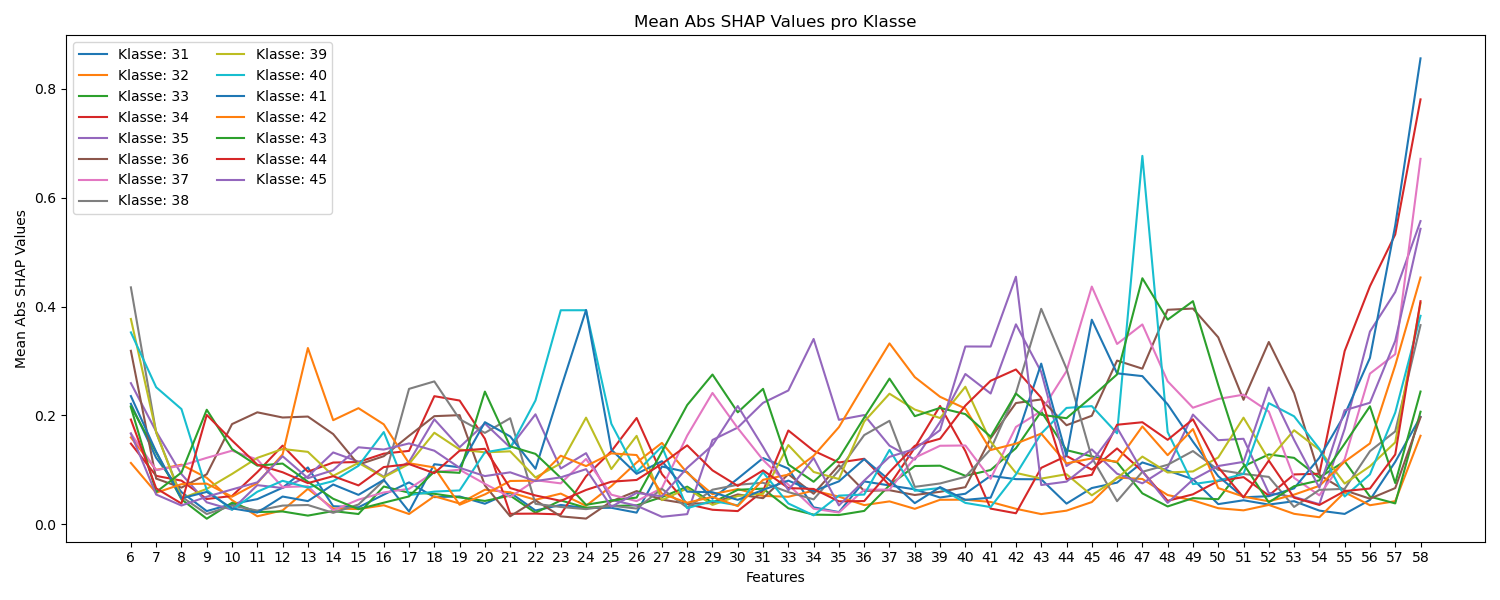 Mean Abs SHAP Values pro Klasse
Klasse: 31
Klasse: 32
Klasse: 33
Klasse: 34
Klasse: 35
Klasse: 36
Klasse: 37
Klasse: 38
Klasse: 39
Klasse: 40
Klasse: 41
Klasse: 42
Klasse: 43
Klasse: 44
Klasse: 45
Mean Abs SHAP Values
0.8
0.6
0.4
0.2
0.0
6 7 8 9 10 11 12 13 14 15 16 17 18 19 20 21 22 23 24 25 26 27 28 29 30 31 33 34 35 36 37 38 39 40 41 42 43 44 45 46 47 48 49 50 51 52 53 54 55 56 57 58
Features